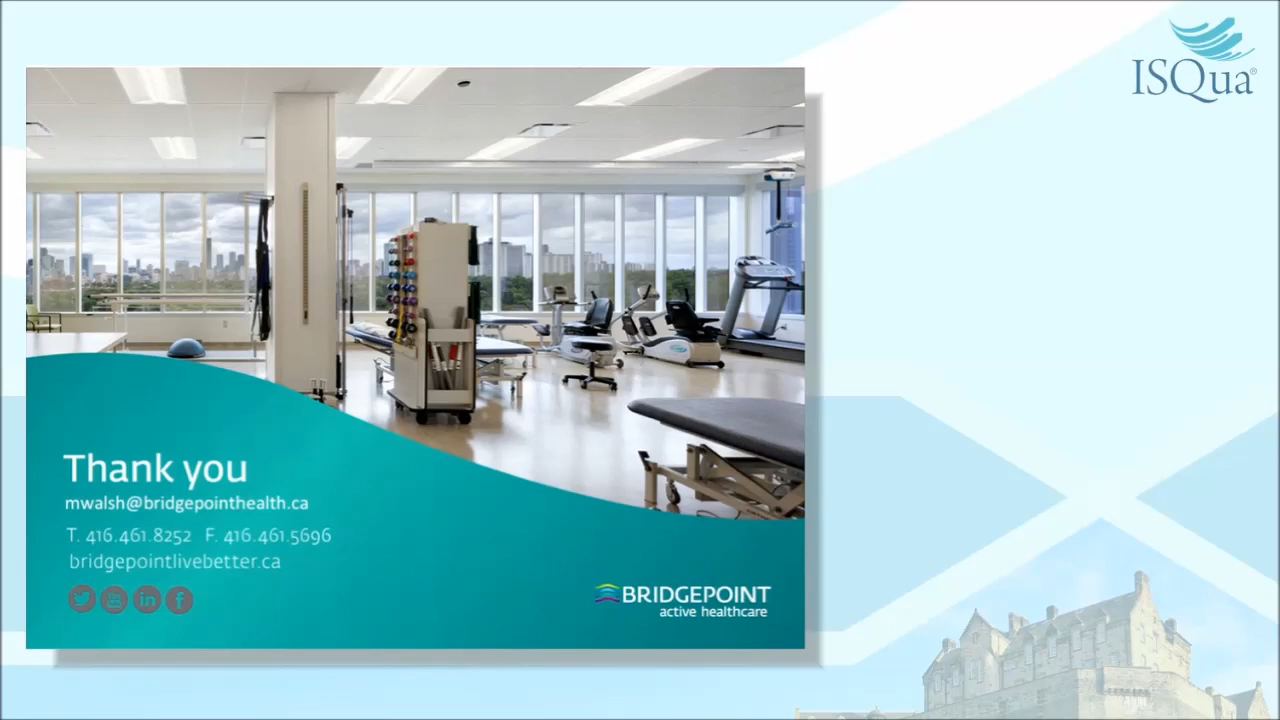 ISQua®
Thank you
mwalsh@bridgepointhealth.ca
T. 416.461.8252 F. 416.461.5696
bridgepointlivebetter.ca
BRIDGEPOINT
active healthcare